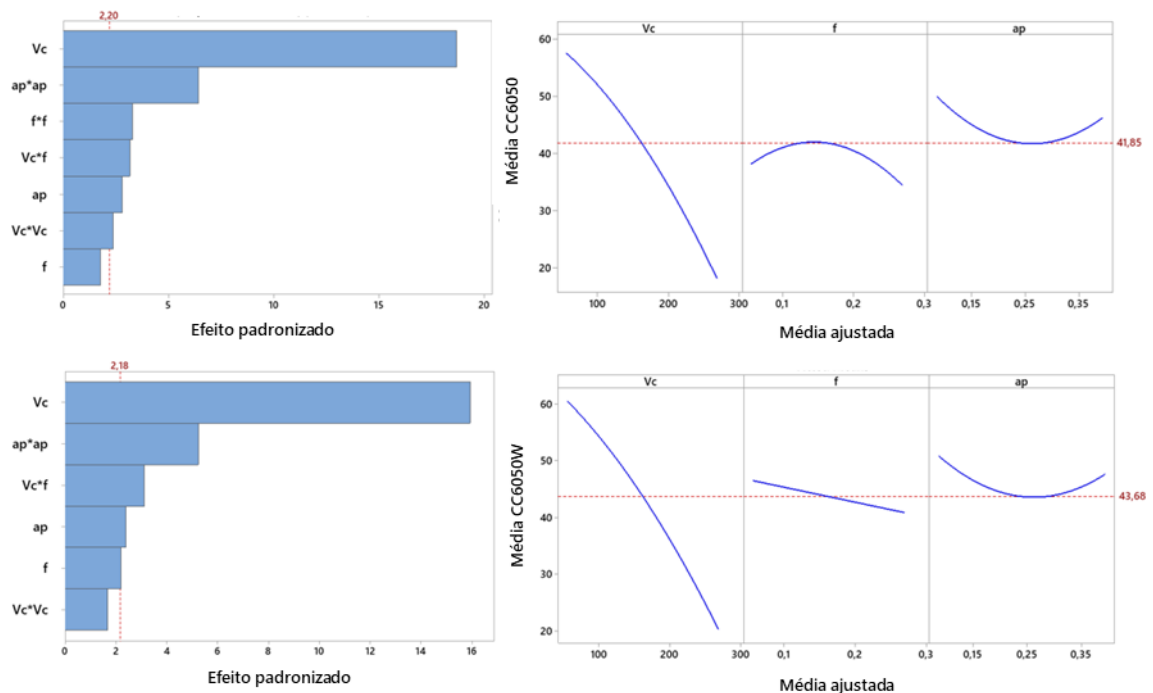 2,20
Vc
ap*ap
f*f
Vc*f
ap
Vc*Vc
f
0 5 10 15 20
Efeito padronizado
Vc f ap
Média CC6050
60
50
40
30
20
41,85
100 200 300 0,1 0,2 0,3 0,15 0,25 0,35
Média ajustada
2,18
Vc
ap*ap
Vc*f
ap
f
Vc*Vc
0 2 4 6 8 10 12 14 16
Efeito padronizado
Vc f ap
Média CC6050W
60
50
40
30
20
43,68
100 200 300 0,1 0,2 0,3 0,15 0,25 0,35
Média ajustada